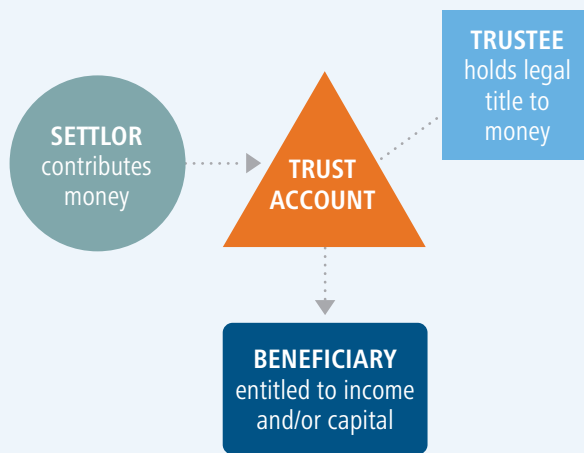 SETTLOR
contributes
money
TRUST
ACCOUNT
TRUSTEE
holds legal
title to
money
BENEFICIARY
entitled to income
and/or capital